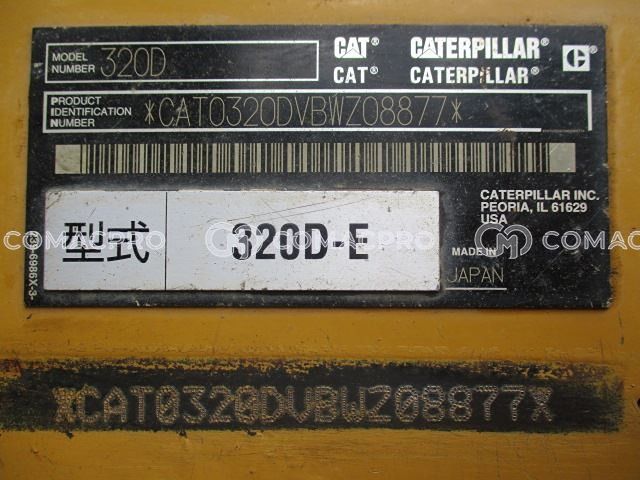 MODEL NUMBER 320D
CAT® CATERPILLAR® C
CAT® CATERPILLAR®
PRODUCT IDENTIFICATION NUMBER *CAT0320DVBWZ08877*
CATERPILLAR INC.
PEORIA, IL 61629
USA
型式 320D-E
MADE IN
JAPAN
COMACPRO
COMAC
*CAT0320DVBWZ08877*